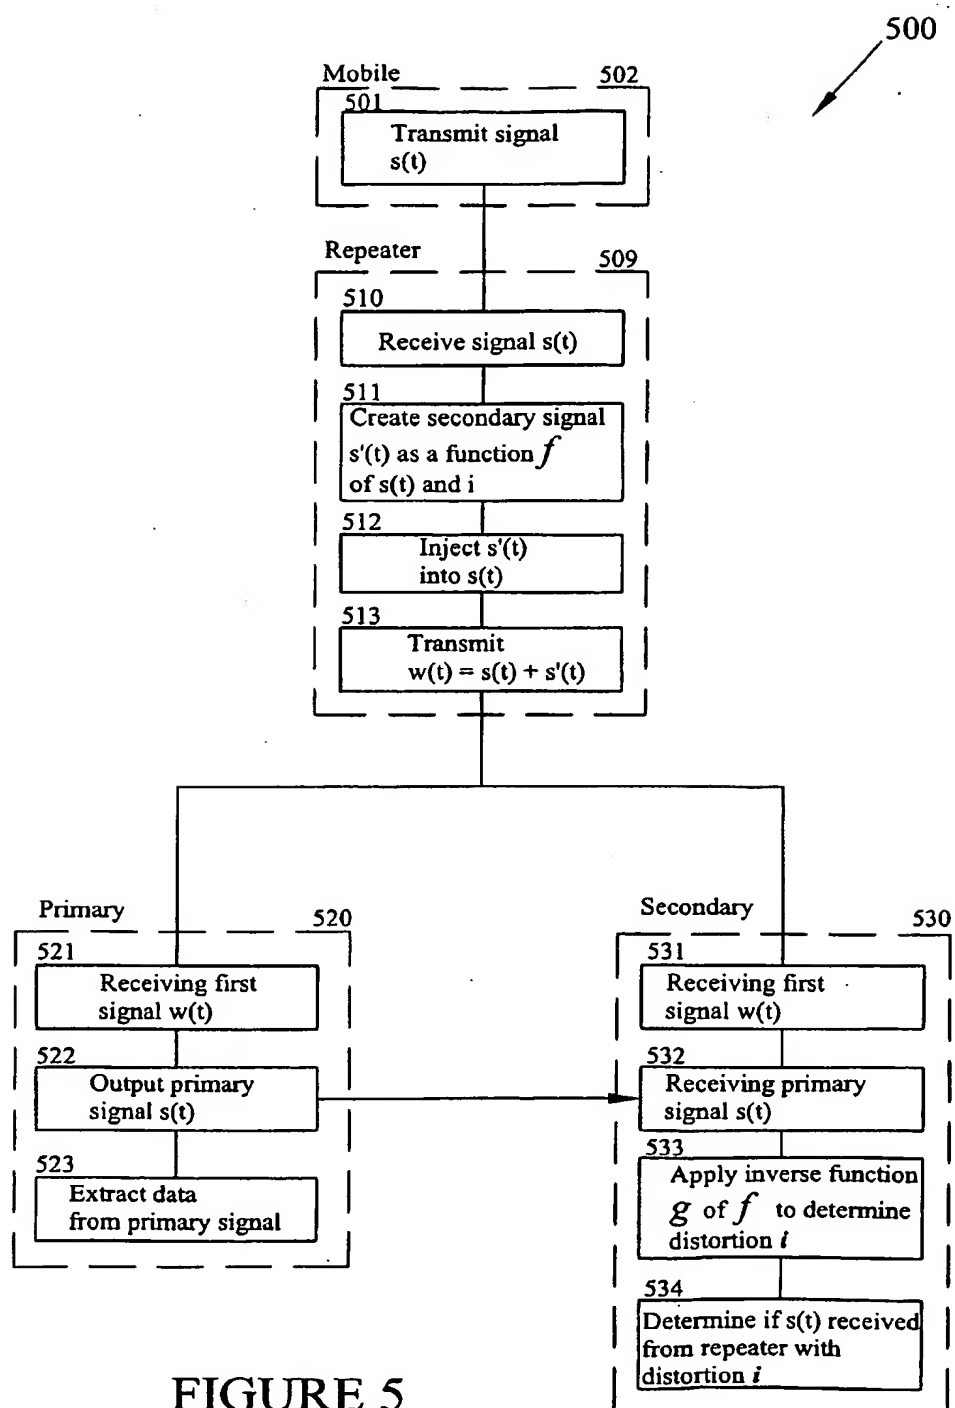 500
Mobile
502
501
Transmit signal
s(t)
Repeater
509
510
Receive signal s(t)
511
Create secondary signal
s'(t) as a function f
of s(t) and i
512
Inject s'(t)
into s(t)
513
Transmit
w(t) = s(t) + s'(t)
Primary
520
521
Receiving first
signal w(t)
522
Output primary
signal s(t)
523
Extract data
from primary signal
Secondary
530
531
Receiving first
signal w(t)
532
Receiving primary
signal s(t)
533
Apply inverse function
g of f to determine
distortion i
534
Determine if s(t) received
from repeater with
distortion i
FIGURE 5